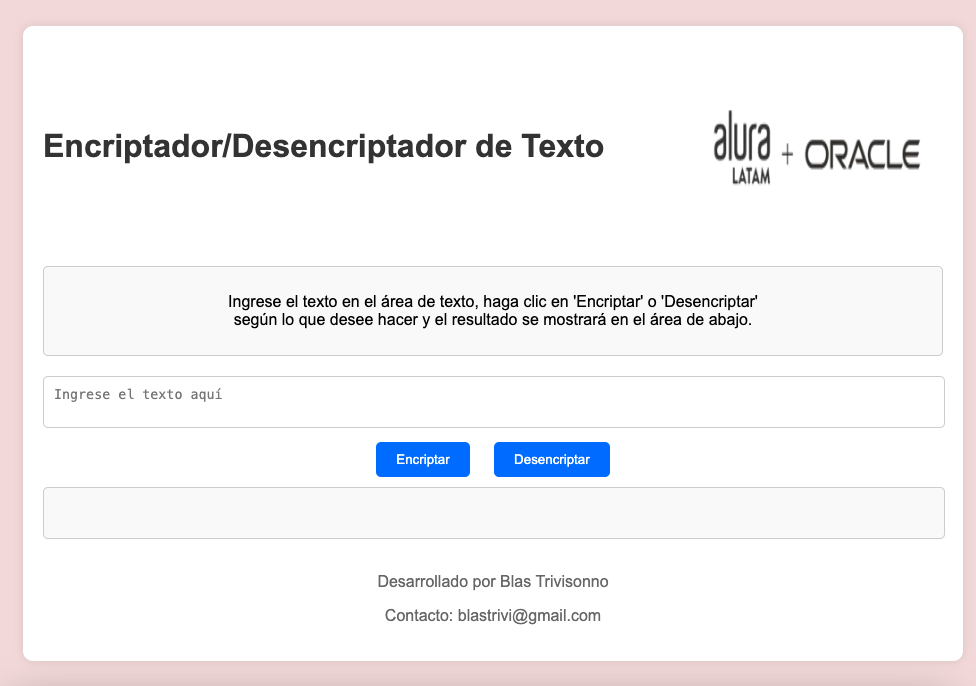 Encriptador/Desencriptador de Texto
alura
LATAM
+ ORACLE
Ingrese el texto en el área de texto, haga clic en 'Encriptar' o 'Desencriptar'
según lo que desee hacer y el resultado se mostrará en el área de abajo.
Ingrese el texto aquí
Encriptar
Desencriptar
Desarrollado por Blas Trivisonno
Contacto: blastrivi@gmail.com